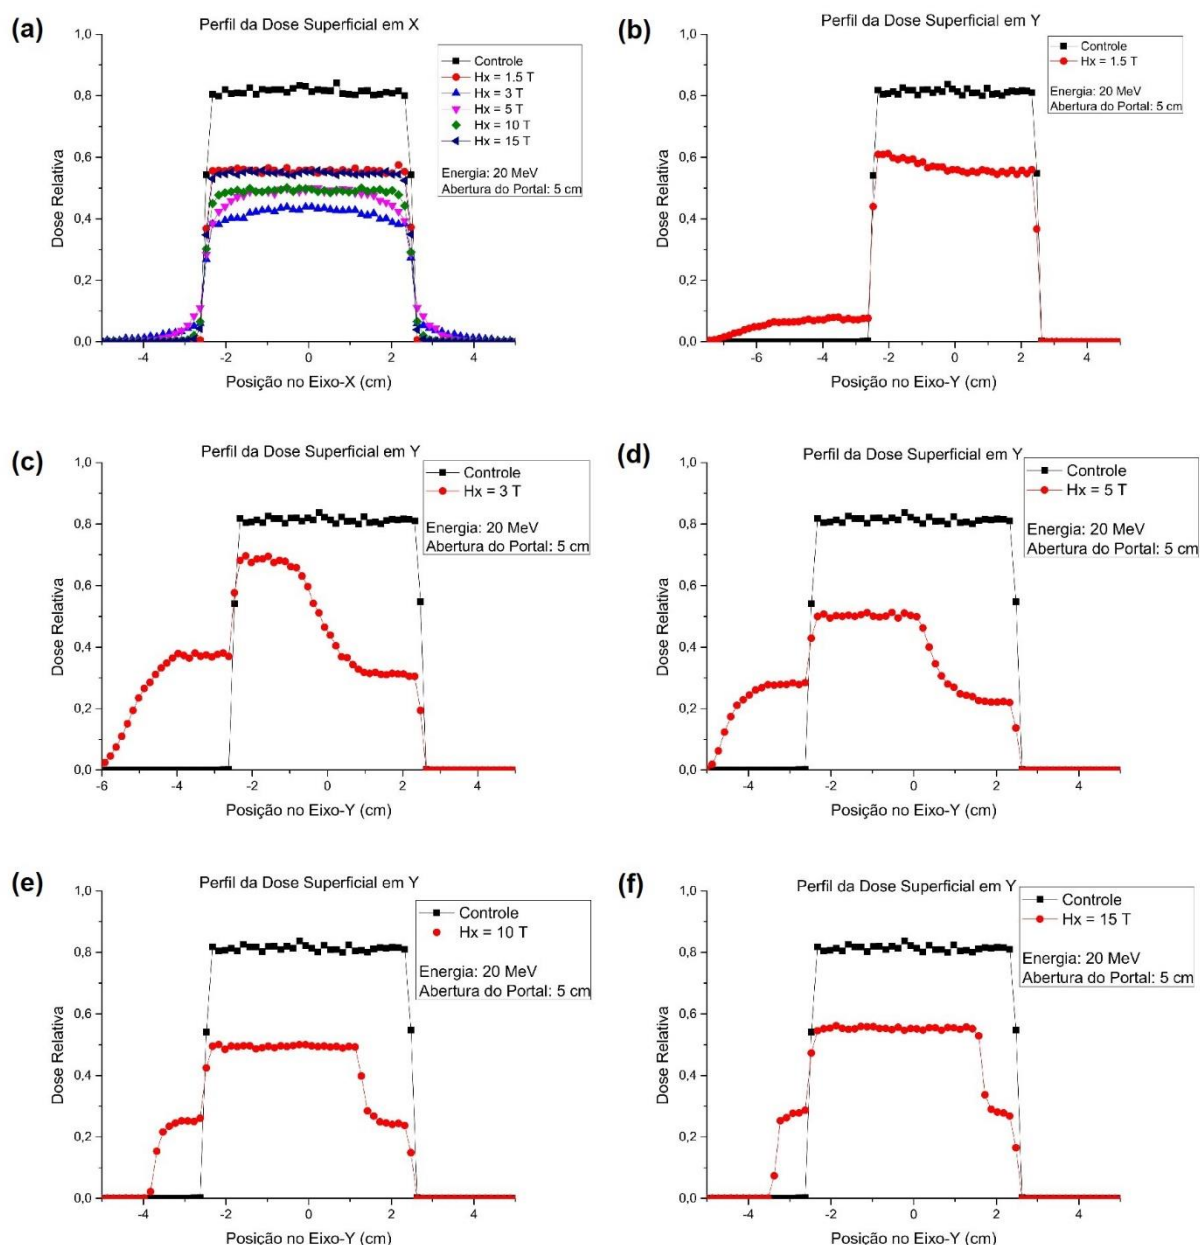 (a)
Perfil da Dose Superficial em X
Dose Relativa
1,0
0,8
0,6
0,4
0,2
0,0
Controle
Hx = 1.5 T
Hx = 3 T
Hx = 5 T
Hx = 10 T
Hx = 15 T
Energia: 20 MeV
Abertura do Portal: 5 cm
-4 -2 0 2 4
Posição no Eixo-X (cm)
(b)
Perfil da Dose Superficial em Y
Dose Relativa
1,0
0,8
0,6
0,4
0,2
0,0
Controle
Hx = 1.5 T
Energia: 20 MeV
Abertura do Portal: 5 cm
-6 -4 -2 0 2 4
Posição no Eixo-Y (cm)
(c)
Perfil da Dose Superficial em Y
Dose Relativa
1,0
0,8
0,6
0,4
0,2
0,0
Controle
Hx = 3 T
Energia: 20 MeV
Abertura do Portal: 5 cm
-6 -4 -2 0 2 4
Posição no Eixo-Y (cm)
(d)
Perfil da Dose Superficial em Y
Dose Relativa
1,0
0,8
0,6
0,4
0,2
0,0
Controle
Hx = 5 T
Energia: 20 MeV
Abertura do Portal: 5 cm
-4 -2 0 2 4
Posição no Eixo-Y (cm)
(e)
Perfil da Dose Superficial em Y
Dose Relativa
1,0
0,8
0,6
0,4
0,2
0,0
Controle
Hx = 10 T
Energia: 20 MeV
Abertura do Portal: 5 cm
-4 -2 0 2 4
Posição no Eixo-Y (cm)
(f)
Perfil da Dose Superficial em Y
Dose Relativa
1,0
0,8
0,6
0,4
0,2
0,0
Controle
Hx = 15 T
Energia: 20 MeV
Abertura do Portal: 5 cm
-4 -2 0 2 4
Posição no Eixo-Y (cm)